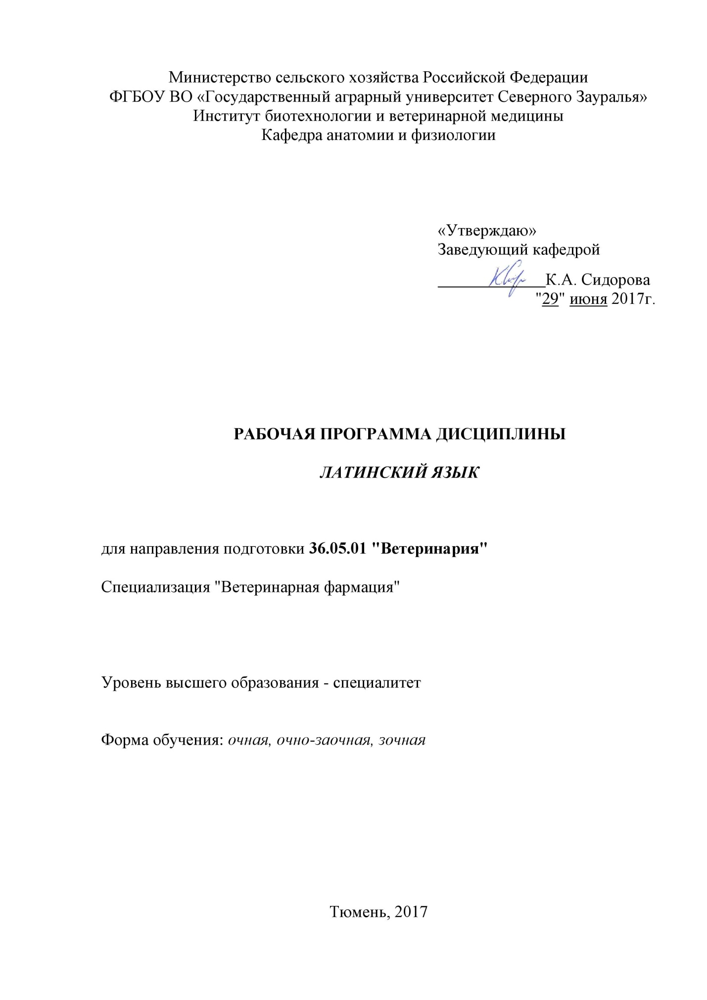 Министерство сельского хозяйства Российской Федерации
ФГБОУ ВО «Государственный аграрный университет Северного Зауралья»
Институт биотехнологии и ветеринарной медицины
Кафедра анатомии и физиологии
«Утверждаю»
Заведующий кафедрой
К.А. Сидорова
"29" июня 2017г.
РАБОЧАЯ ПРОГРАММА ДИСЦИПЛИНЫ
ЛАТИНСКИЙ ЯЗЫК
для направления подготовки 36.05.01 "Ветеринария"
Специализация "Ветеринарная фармация"
Уровень высшего образования - специалитет
Форма обучения: очная, очно-заочная, зочная
Тюмень, 2017